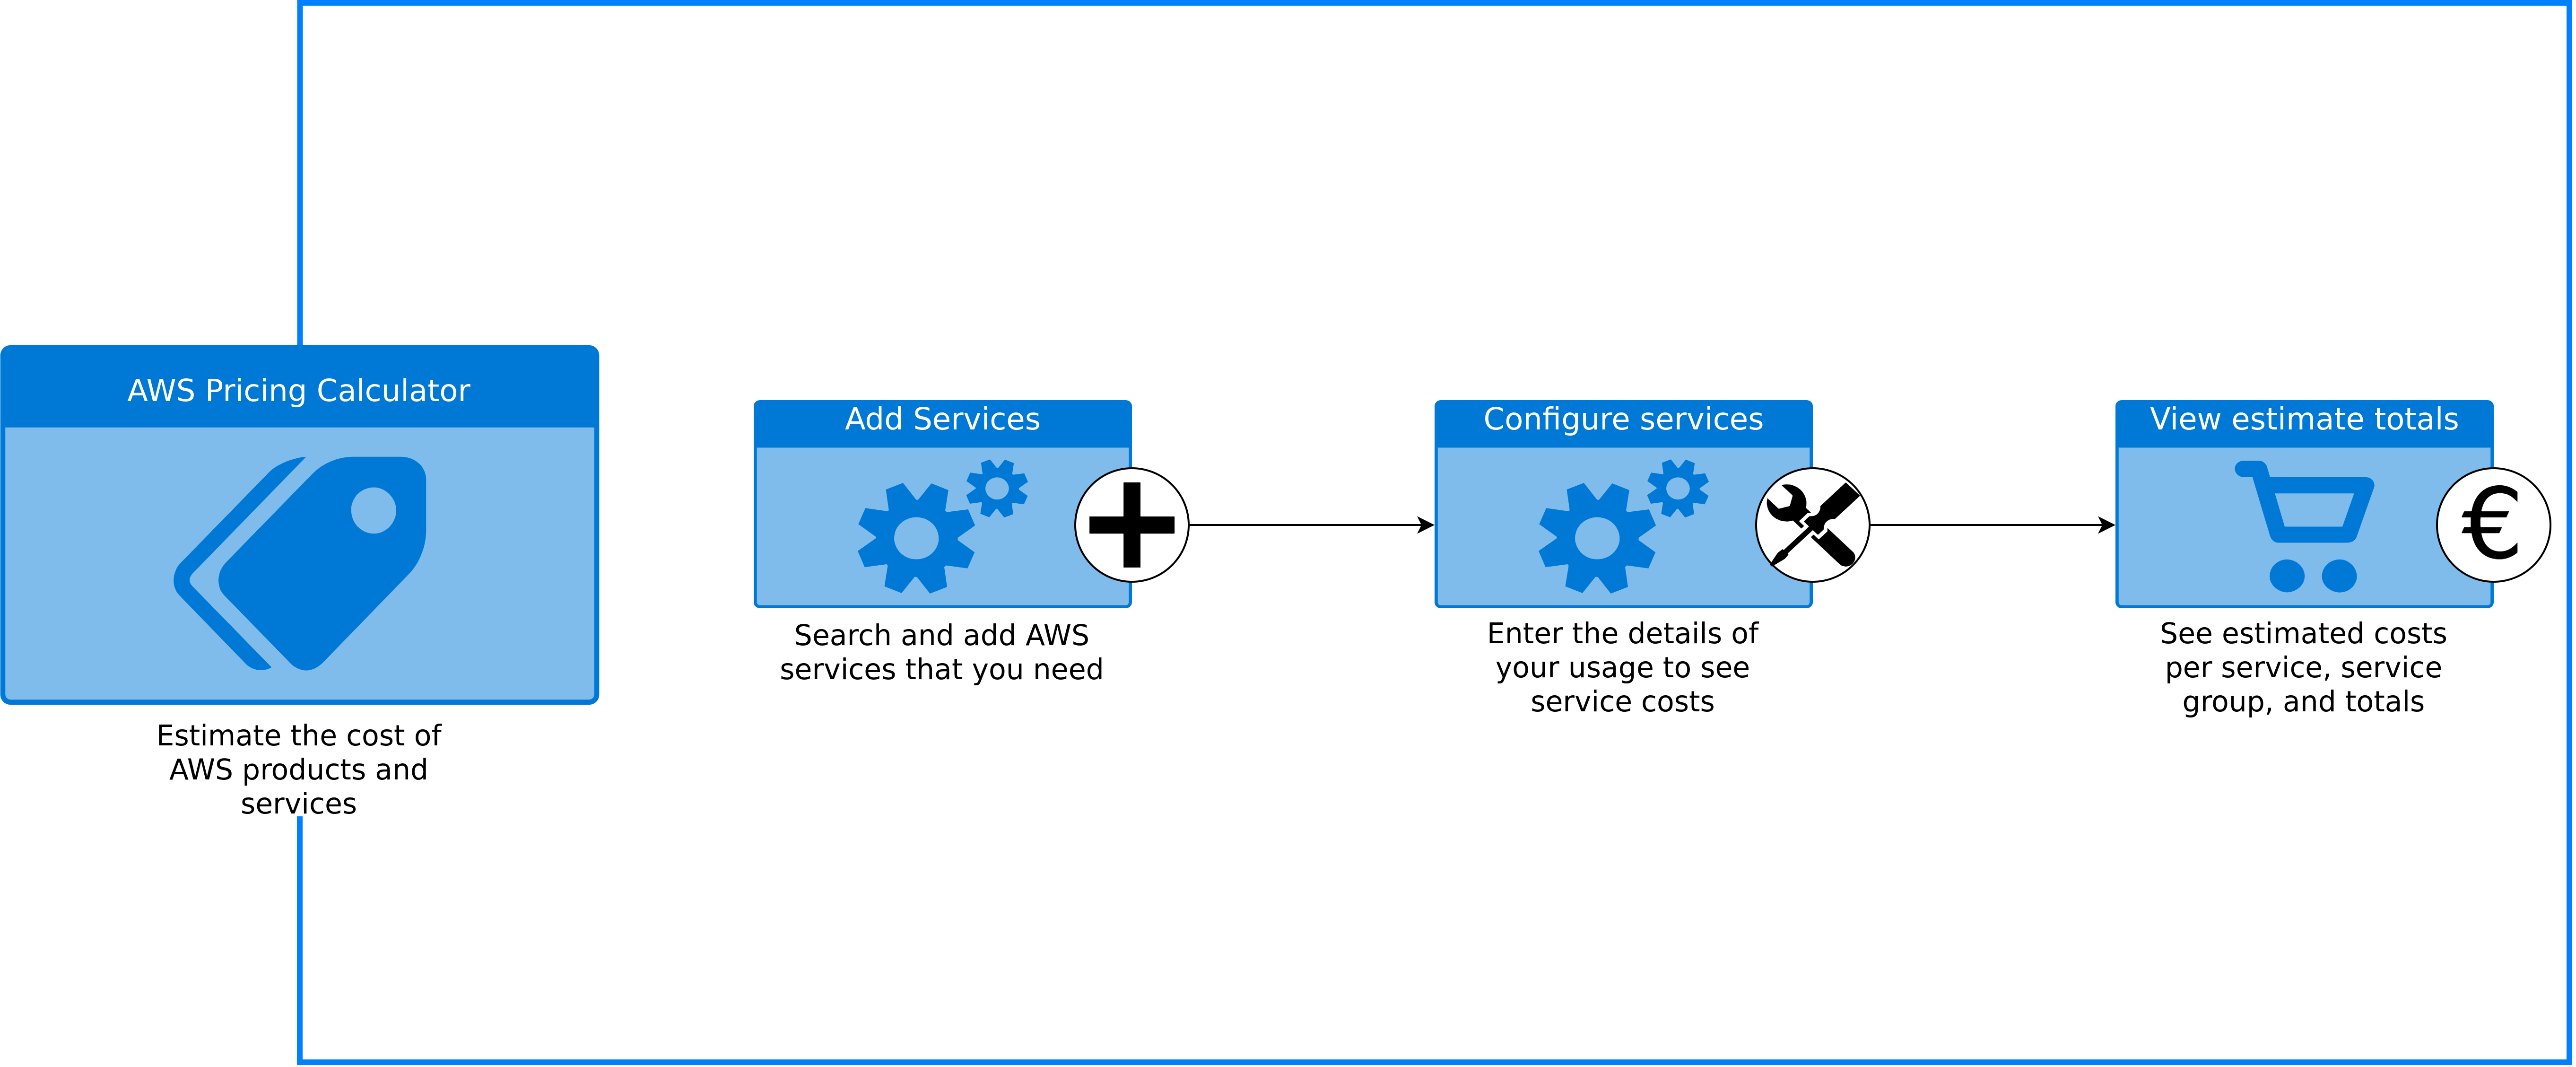 AWS Pricing Calculator
Estimate the cost of
AWS products and
services
Add Services
Search and add AWS
services that you need
Configure services
Enter the details of
your usage to see
service costs
View estimate totals
€
See estimated costs
per service, service
group, and totals